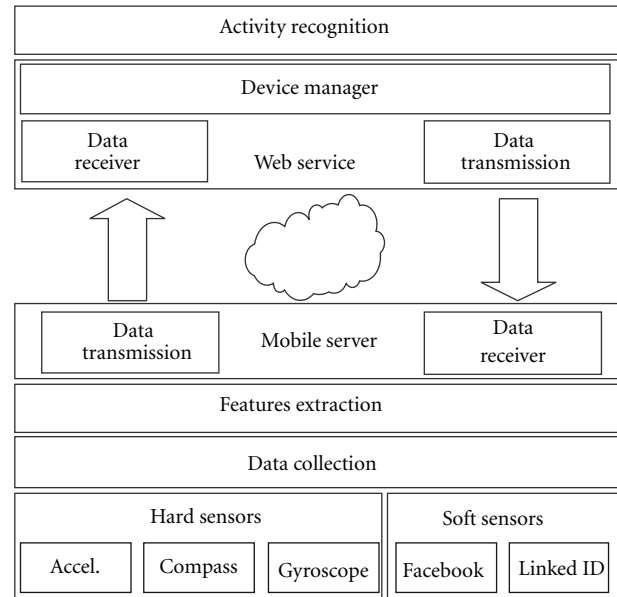 Activity recognition
Device manager
Data
receiver
Web service
Data
transmission
Data
transmission
Mobile server
Data
receiver
Features extraction
Data collection
Hard sensors
Soft sensors
Accel.
Compass
Gyroscope
Facebook
Linked ID